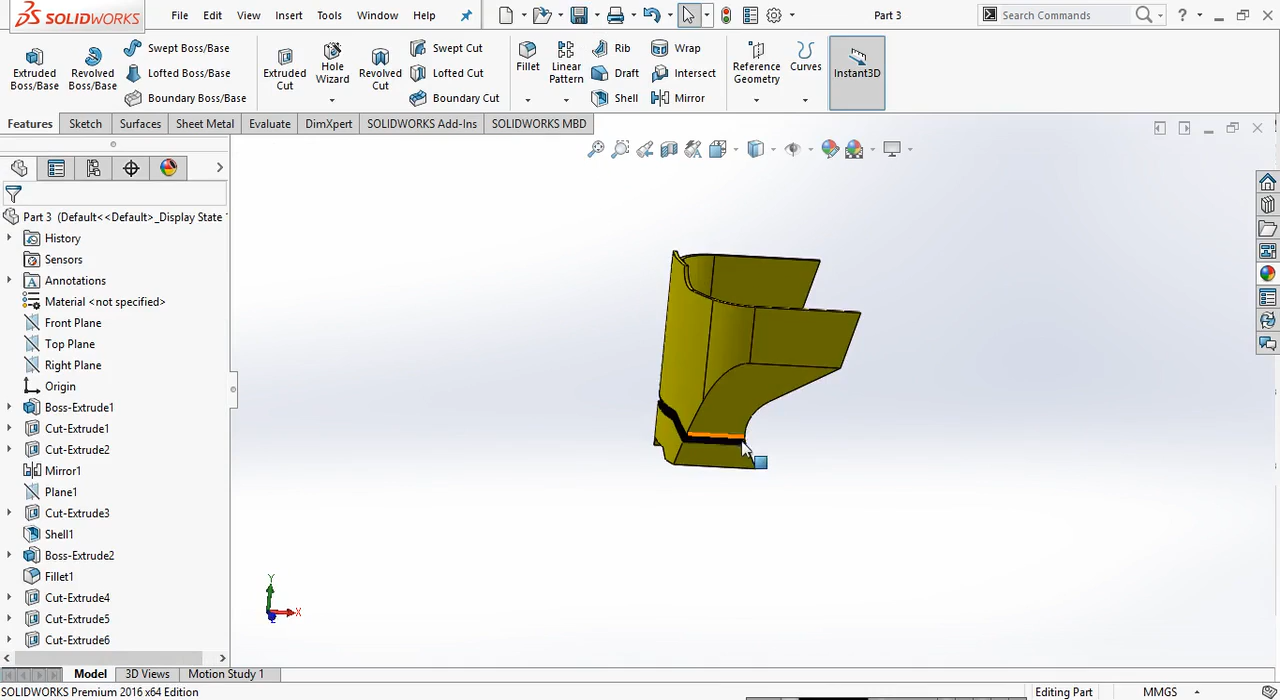 SOLIDWORKS File Edit View Insert Tools Window Help Part 3 Search Commands ?
Extruded Boss/Base
Revolved Boss/Base
Swept Boss/Base
Lofted Boss/Base
Boundary Boss/Base
Extruded Cut
Hole Wizard
Revolved Cut
Swept Cut
Lofted Cut
Boundary Cut
Fillet
Linear Pattern
Rib
Draft
Shell
Wrap
Intersect
Mirror
Reference Geometry
Curves
Instant3D
Features Sketch Surfaces Sheet Metal Evaluate DimXpert SOLIDWORKS Add-Ins SOLIDWORKS MBD
Part 3 (Default<<Default>_Display State
History
Sensors
Annotations
Material <not specified>
Front Plane
Top Plane
Right Plane
Origin
Boss-Extrude1
Cut-Extrude1
Cut-Extrude2
Mirror1
Plane1
Cut-Extrude3
Shell1
Boss-Extrude2
Fillet1
Cut-Extrude4
Cut-Extrude5
Cut-Extrude6
Y
X
Model 3D Views Motion Study 1
SOLIDWORKS Premium 2016 x64 Edition Editing Part MMGS